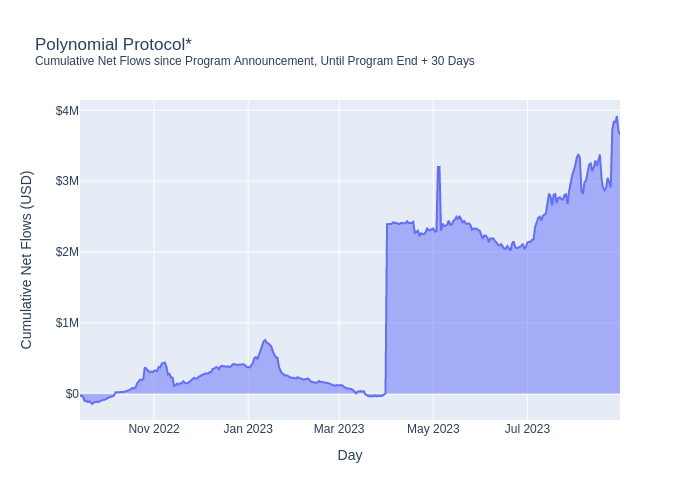 Polynomial Protocol*
Cumulative Net Flows since Program Announcement, Until Program End + 30 Days
Cumulative Net Flows (USD)
$4M
$3M
$2M
$1M
$0
Nov 2022
Jan 2023
Mar 2023
May 2023
Jul 2023
Day